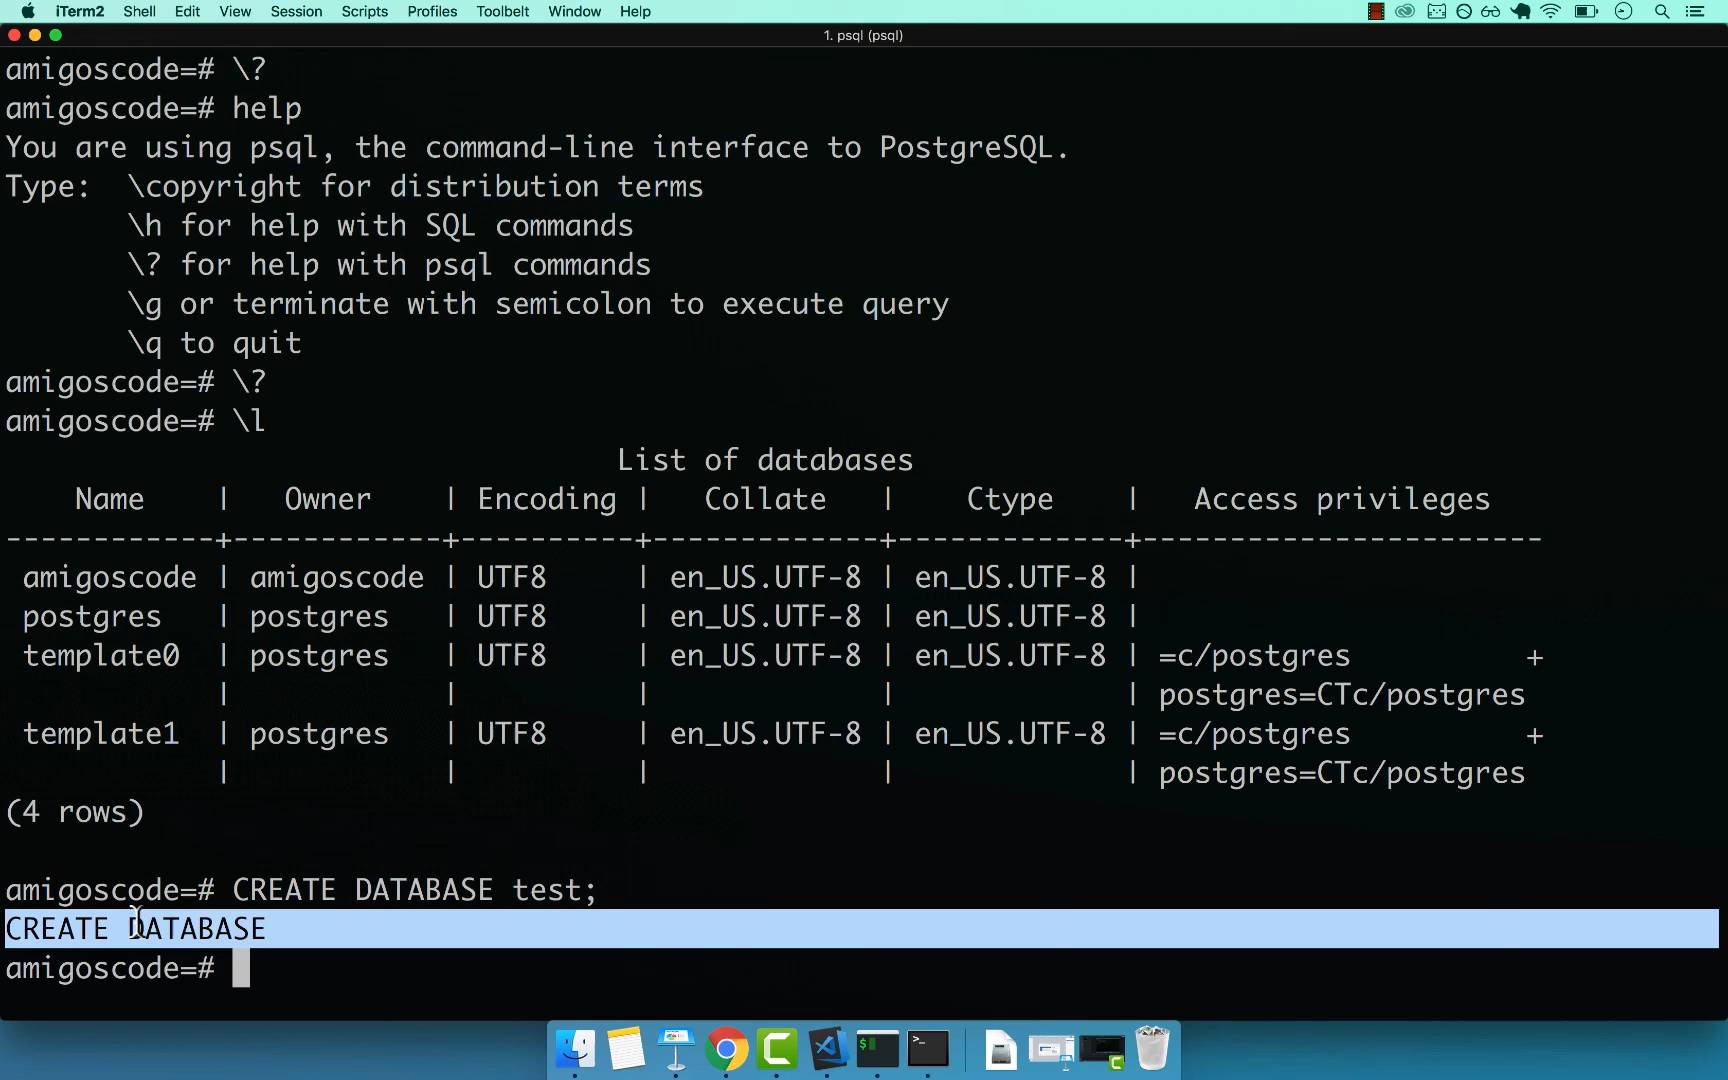 iTerm2 Shell Edit View Session Scripts Profiles Toolbelt Window Help
1. psql (psql)
amigoscode=# \?
amigoscode=# help
You are using psql, the command-line interface to PostgreSQL.
Type:  \copyright for distribution terms
       \h for help with SQL commands
       \? for help with psql commands
       \g or terminate with semicolon to execute query
       \q to quit
amigoscode=# \?
amigoscode=# \l
                                   List of databases
    Name    |   Owner    | Encoding |   Collate   |    Ctype    |   Access privileges
------------+------------+----------+-------------+-------------+-----------------------
 amigoscode | amigoscode | UTF8     | en_US.UTF-8 | en_US.UTF-8 |
 postgres   | postgres   | UTF8     | en_US.UTF-8 | en_US.UTF-8 |
 template0  | postgres   | UTF8     | en_US.UTF-8 | en_US.UTF-8 | =c/postgres          +
            |            |          |             |             | postgres=CTc/postgres
 template1  | postgres   | UTF8     | en_US.UTF-8 | en_US.UTF-8 | =c/postgres          +
            |            |          |             |             | postgres=CTc/postgres
(4 rows)
amigoscode=# CREATE DATABASE test;
CREATE DATABASE
amigoscode=#